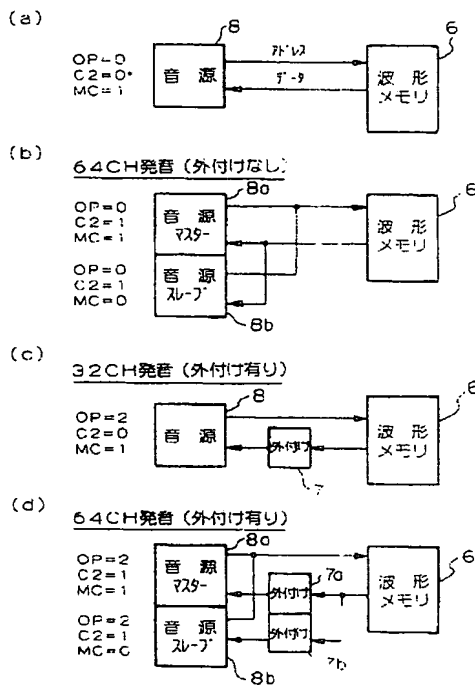 (a)
8
6
OP=0
C2=0*
MC=1
音 源
アドレス
データ
波 形
メモリ
(b)
64CH発音(外付けなし)
8a
6
OP=0
C2=1
MC=1
音 源
マスター
波 形
メモリ
OP=0
C2=1
MC=0
音 源
スレーブ
8b
(c)
32CH発音(外付け有り)
8
6
OP=2
C2=0
MC=1
音 源
外付け
波 形
メモリ
7
(d)
64CH発音(外付け有り)
8a
7a
6
OP=2
C2=1
MC=1
音 源
マスター
外付け
波 形
メモリ
OP=2
C2=1
MC=0
音 源
スレーブ
外付け
7b
8b